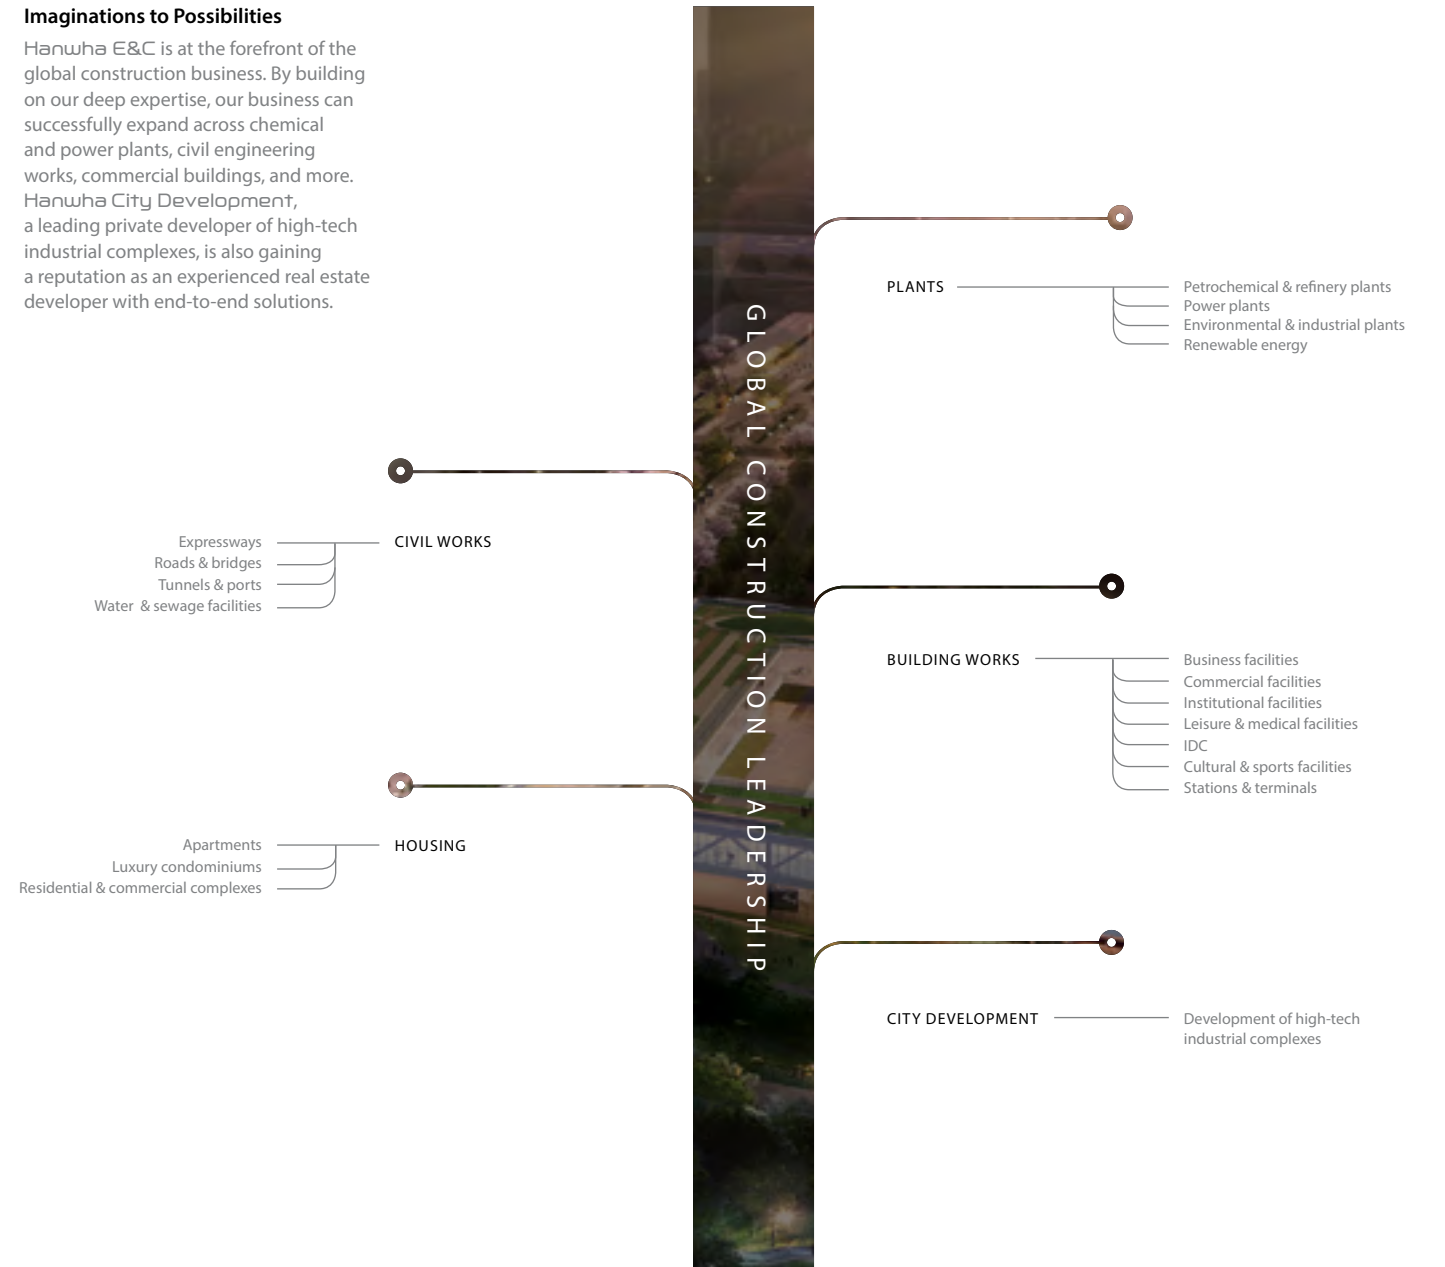 Imaginations to Possibilities
Hanwha E&C is at the forefront of the
global construction business. By building
on our deep expertise, our business can
successfully expand across chemical
and power plants, civil engineering
works, commercial buildings, and more.
Hanwha City Development,
a leading private developer of high-tech
industrial complexes, is also gaining
a reputation as an experienced real estate
developer with end-to-end solutions.
GLOBAL CONSTRUCTION LEADERSHIP
PLANTS
Petrochemical & refinery plants
Power plants
Environmental & industrial plants
Renewable energy
CIVIL WORKS
Expressways
Roads & bridges
Tunnels & ports
Water & sewage facilities
BUILDING WORKS
Business facilities
Commercial facilities
Institutional facilities
Leisure & medical facilities
IDC
Cultural & sports facilities
Stations & terminals
HOUSING
Apartments
Luxury condominiums
Residential & commercial complexes
CITY DEVELOPMENT
Development of high-tech
industrial complexes